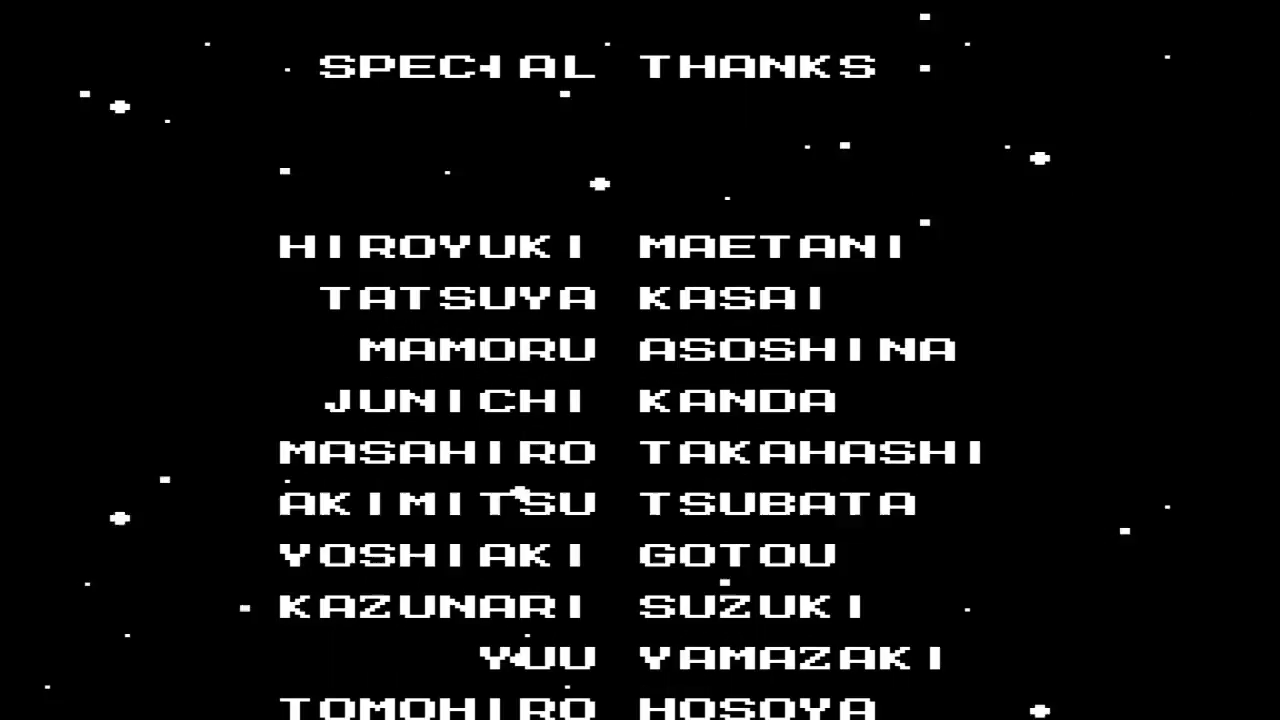 SPECIAL THANKS
HIROYUKI MAETANI
TATSUYA KASAI
MAMORU ASOSHINA
JUNICHI KANDA
MASAHIRO TAKAHASHI
AKIMITSU TSUBATA
YOSHIAKI GOTOU
KAZUNARI SUZUKI
YUU YAMAZAKI
TOMOHIRO HOSOYA